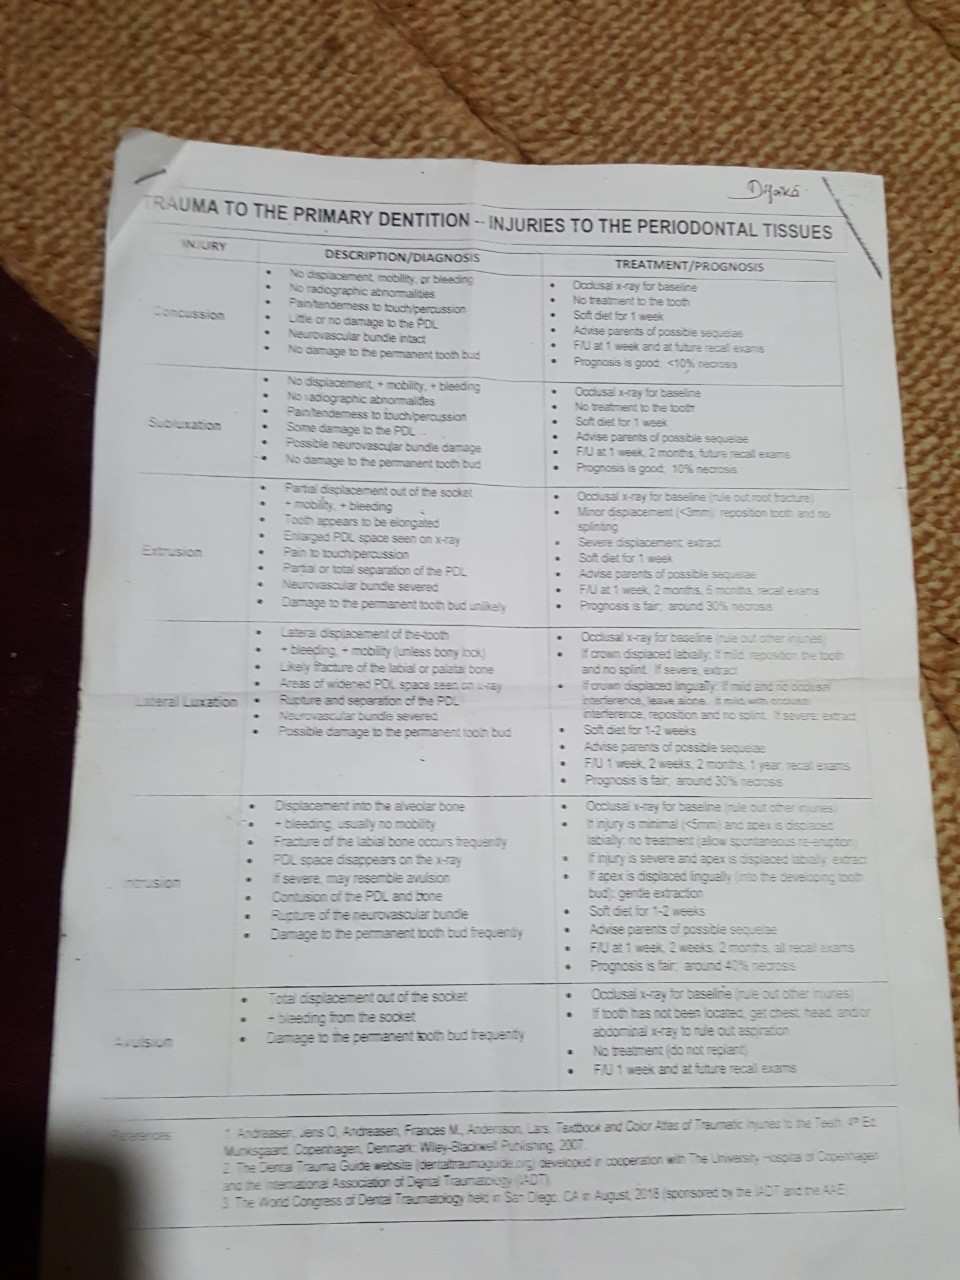 TRAUMA TO THE PRIMARY DENTITION -- INJURIES TO THE PERIODONTAL TISSUES
INJURY
DESCRIPTION/DIAGNOSIS
TREATMENT/PROGNOSIS
Concussion
• No displacement, mobility, or bleeding
• No radiographic abnormalities
• Pain/tenderness to touch/percussion
• Little or no damage to the PDL
• Neurovascular bundle intact
• No damage to the permanent tooth bud
• Occlusal x-ray for baseline
• No treatment to the tooth
• Soft diet for 1 week
• Advise parents of possible sequelae
• F/U at 1 week and at future recall exams
• Prognosis is good; <10% necrosis
Subluxation
• No displacement, + mobility, + bleeding
• No radiographic abnormalities
• Pain/tenderness to touch/percussion
• Some damage to the PDL
• Possible neurovascular bundle damage
• No damage to the permanent tooth bud
• Occlusal x-ray for baseline
• No treatment to the tooth
• Soft diet for 1 week
• Advise parents of possible sequelae
• F/U at 1 week, 2 months, future recall exams
• Prognosis is good; 10% necrosis
Extrusion
• Partial displacement out of the socket
• + mobility, + bleeding
• Tooth appears to be elongated
• Enlarged PDL space seen on x-ray
• Pain to touch/percussion
• Partial or total separation of the PDL
• Neurovascular bundle severed
• Damage to the permanent tooth bud unlikely
• Occlusal x-ray for baseline (rule out root fracture)
• Minor displacement (<3mm): reposition tooth and no
splinting
• Severe displacement: extract
• Soft diet for 1 week
• Advise parents of possible sequelae
• F/U at 1 week, 2 months, 6 months, recall exams
• Prognosis is fair; around 30% necrosis
Lateral Luxation
• Lateral displacement of the tooth
• + bleeding, + mobility (unless bony lock)
• Likely fracture of the labial or palatal bone
• Areas of widened PDL space seen on x-ray
• Rupture and separation of the PDL
• Neurovascular bundle severed
• Possible damage to the permanent tooth bud
• Occlusal x-ray for baseline (rule out other injuries)
• If crown displaced labially: If mild, reposition the tooth
and no splint. If severe, extract
• If crown displaced lingually: If mild and no occlusal
interference, leave alone. If mild with occlusal
interference, reposition and no splint. If severe: extract
• Soft diet for 1-2 weeks
• Advise parents of possible sequelae
• F/U 1 week, 2 weeks, 2 months, 1 year, recall exams
• Prognosis is fair; around 30% necrosis
Intrusion
• Displacement into the alveolar bone
• + bleeding, usually no mobility
• Fracture of the labial bone occurs frequently
• PDL space disappears on the x-ray
• If severe, may resemble avulsion
• Contusion of the PDL and bone
• Rupture of the neurovascular bundle
• Damage to the permanent tooth bud frequently
• Occlusal x-ray for baseline (rule out other injuries)
• If injury is minimal (<5mm) and apex is displaced
labially: no treatment (allow spontaneous re-eruption)
• If injury is severe and apex is displaced labially: extract
• If apex is displaced lingually (into the developing tooth
bud): gentle extraction
• Soft diet for 1-2 weeks
• Advise parents of possible sequelae
• F/U at 1 week, 2 weeks, 2 months, all recall exams
• Prognosis is fair; around 40% necrosis
Avulsion
• Total displacement out of the socket
• + bleeding from the socket
• Damage to the permanent tooth bud frequently
• Occlusal x-ray for baseline (rule out other injuries)
• If tooth has not been located, get chest, head, and/or
abdominal x-ray to rule out aspiration
• No treatment (do not replant)
• F/U 1 week and at future recall exams
References
1. Andreasen, Jens O, Andreasen, Frances M., Andersson, Lars. Textbook and Color Atlas of Traumatic Injuries to the Teeth, 4th Ed.
Munksgaard, Copenhagen, Denmark: Wiley-Blackwell Publishing, 2007.
2. The Dental Trauma Guide website (dentaltraumaguide.org) developed in cooperation with The University Hospital of Copenhagen
and the International Association of Dental Traumatology (IADT)
3. The World Congress of Dental Traumatology held in San Diego, CA in August, 2018 (sponsored by the IADT and the AAE)